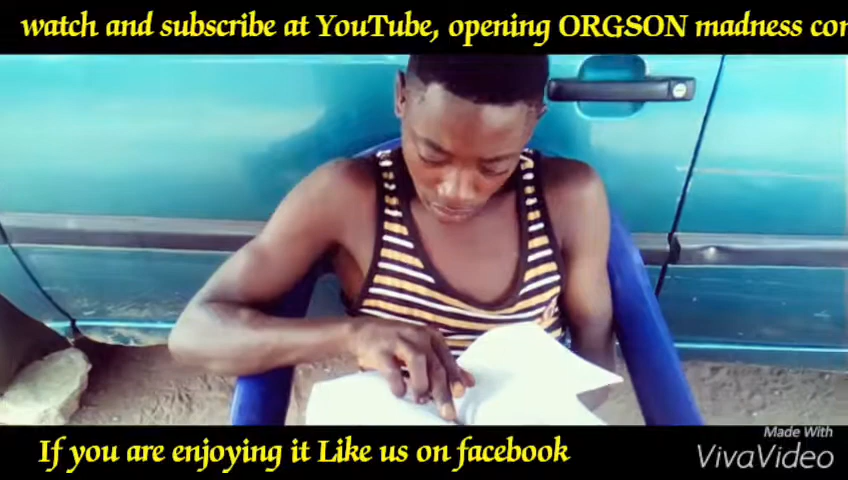 watch and subscribe at YouTube, opening ORGSON madness
If you are enjoying it Like us on facebook
Made With
VivaVideo